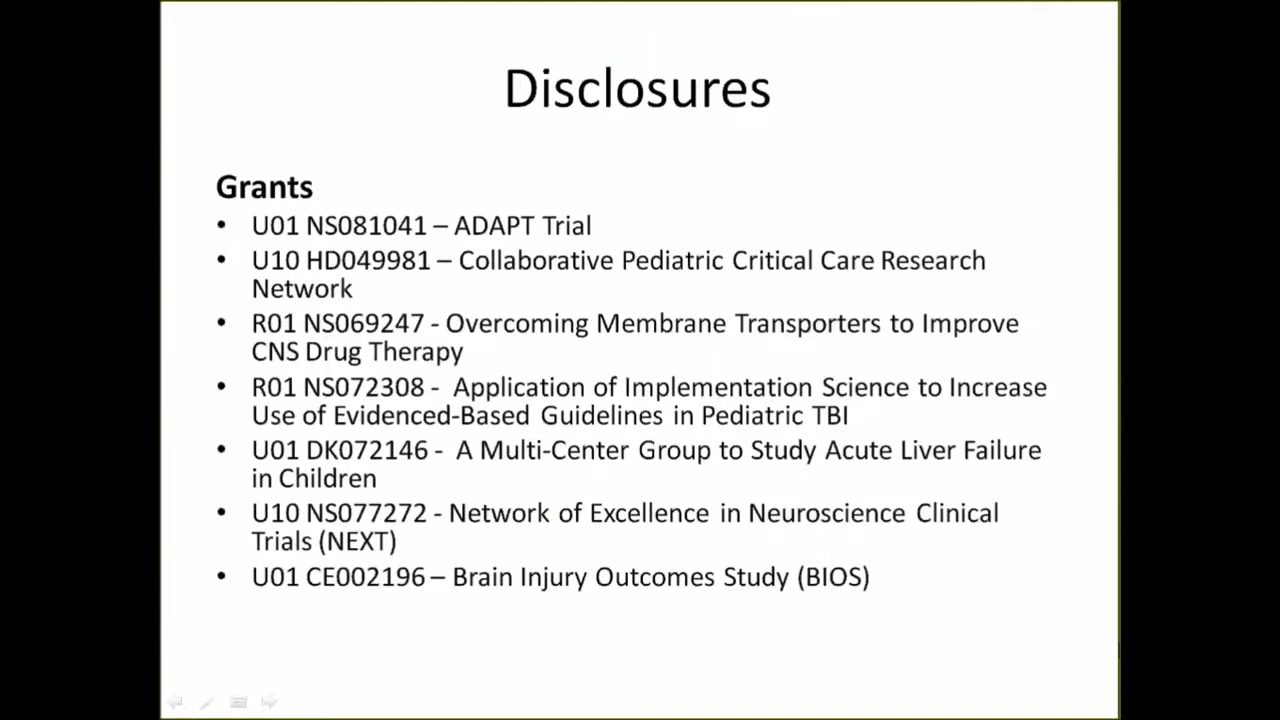 Disclosures
Grants
• U01 NS081041 – ADAPT Trial
• U10 HD049981 – Collaborative Pediatric Critical Care Research
Network
• R01 NS069247 - Overcoming Membrane Transporters to Improve
CNS Drug Therapy
• R01 NS072308 - Application of Implementation Science to Increase
Use of Evidenced-Based Guidelines in Pediatric TBI
• U01 DK072146 - A Multi-Center Group to Study Acute Liver Failure
in Children
• U10 NS077272 - Network of Excellence in Neuroscience Clinical
Trials (NEXT)
• U01 CE002196 – Brain Injury Outcomes Study (BIOS)